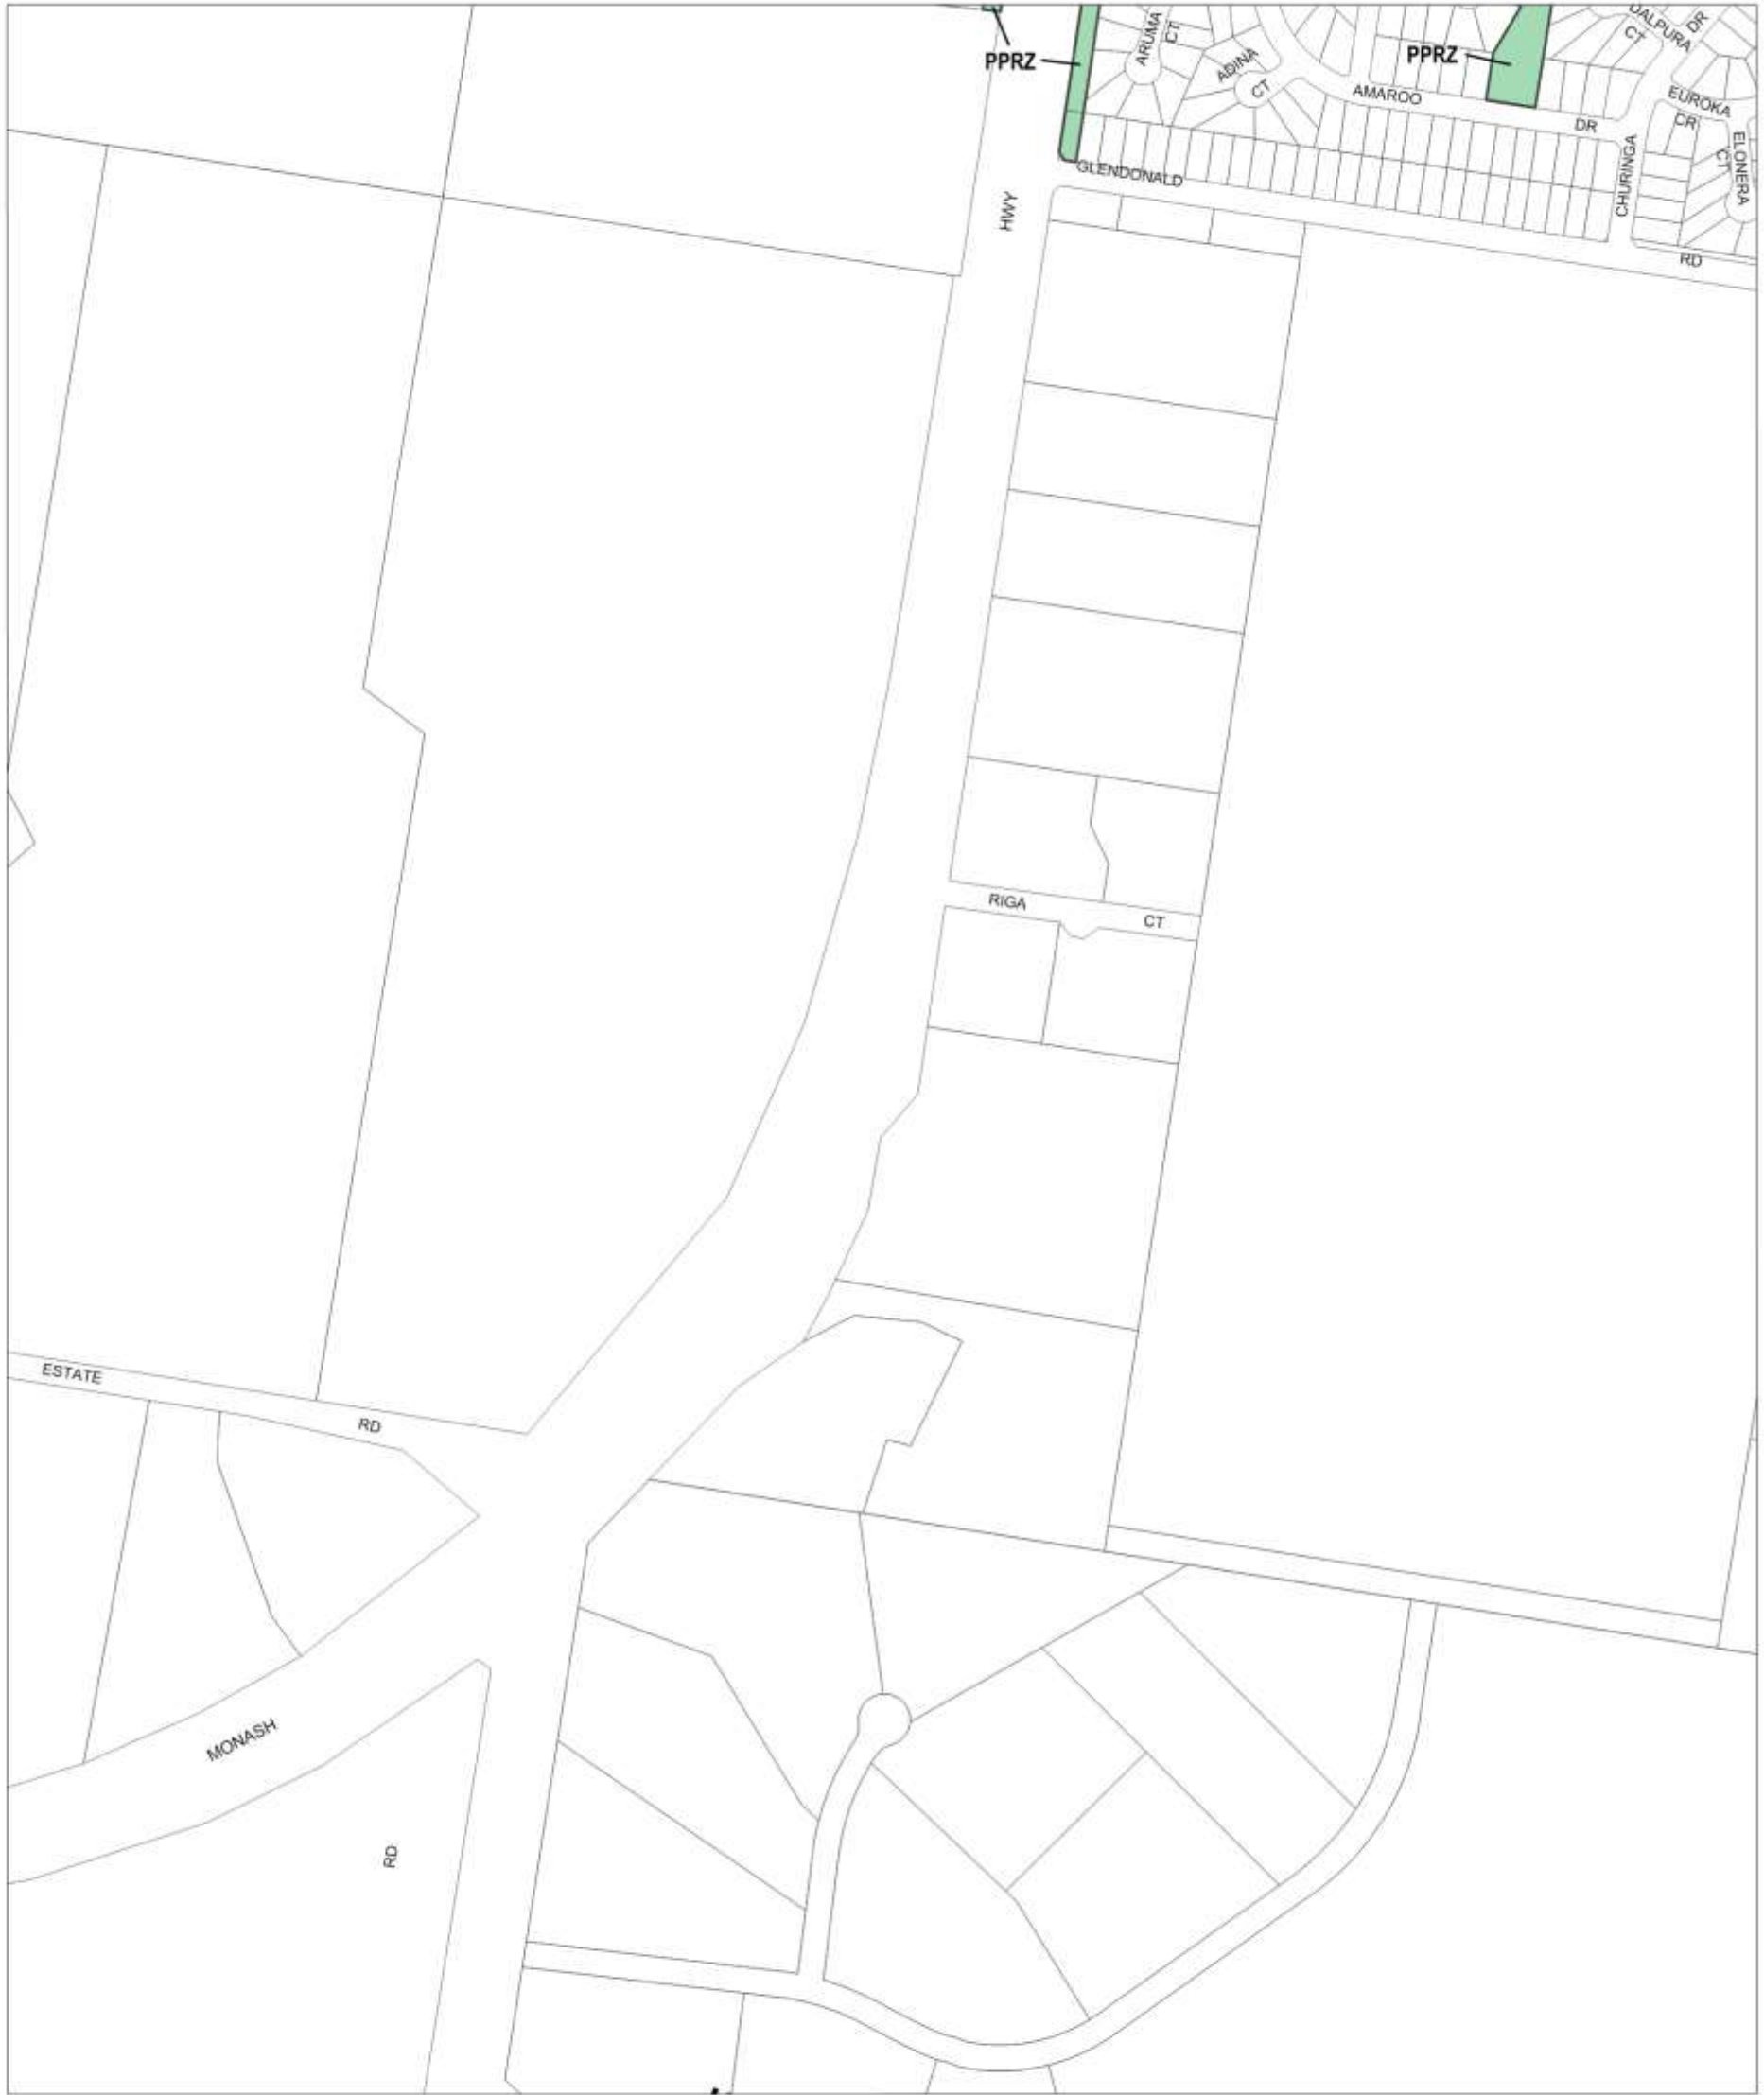 ARUMA
CT
DALPURA
CT
DR
PPRZ
ADINA
CT
PPRZ
AMAROO
DR
EUROKA
CR
CHURINGA
ELONERA
CT
GLENDONALD
RD
HWY
RIGA
CT
ESTATE
RD
MONASH
RD